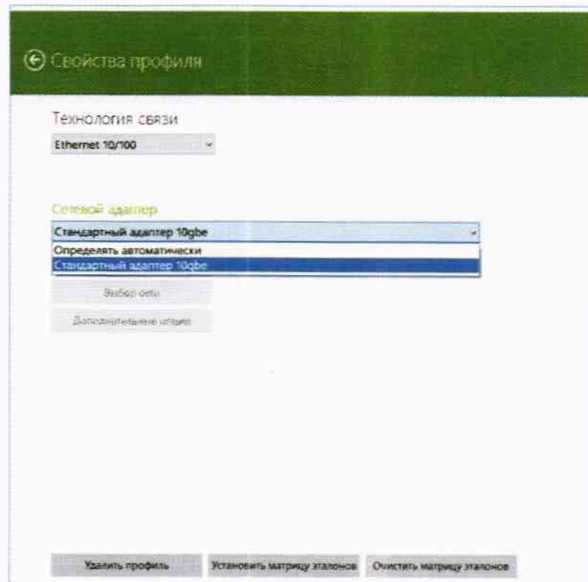 Свойства профиля
Технология связи
Ethernet 10/100
Сетевой адаптер
Стандартный адаптер 10gbe
Определять автоматически
Стандартный адаптер 10gbe
Выбор сети
Дополнительные опции
Удалить профиль
Установить матрицу эталонов
Очистить матрицу эталонов